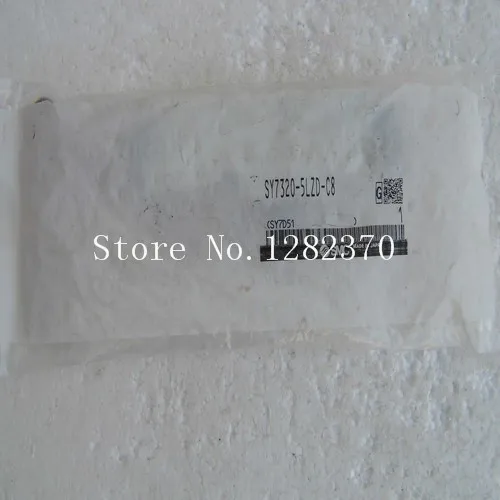 SY7320-5LZD-C8
G
(SY7D51 ) 1
Store No. 1282370